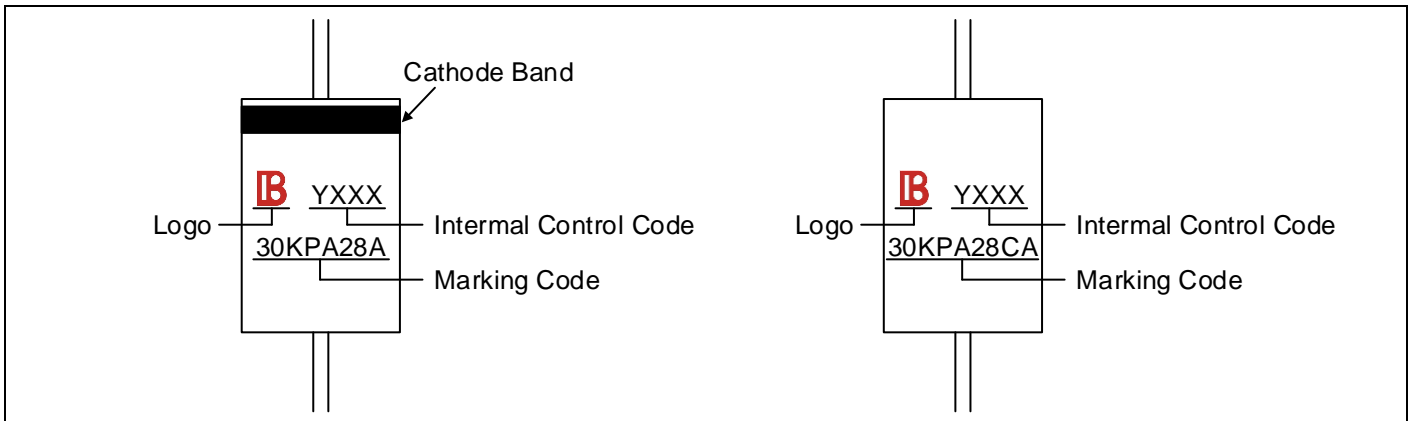 Cathode Band
B YXXX
Logo
Intermal Control Code
30KPA28A
Marking Code
B YXXX
Logo
Intermal Control Code
30KPA28CA
Marking Code